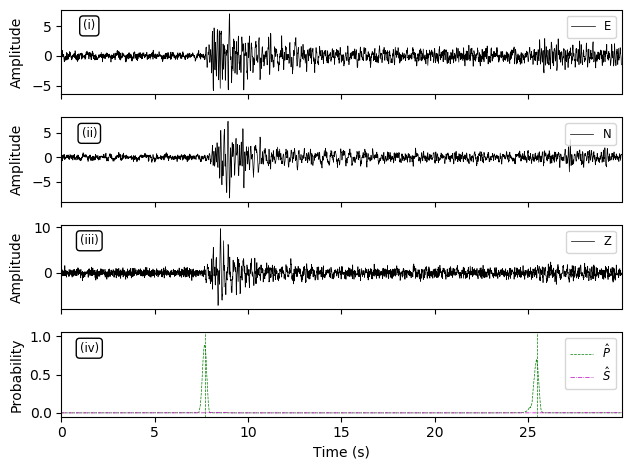 (i)
E
Amplitude
5
0
−5
(ii)
N
Amplitude
5
0
−5
(iii)
Z
Amplitude
10
0
(iv)
P̂
Ŝ
Probability
1.0
0.5
0.0
0 5 10 15 20 25
Time (s)